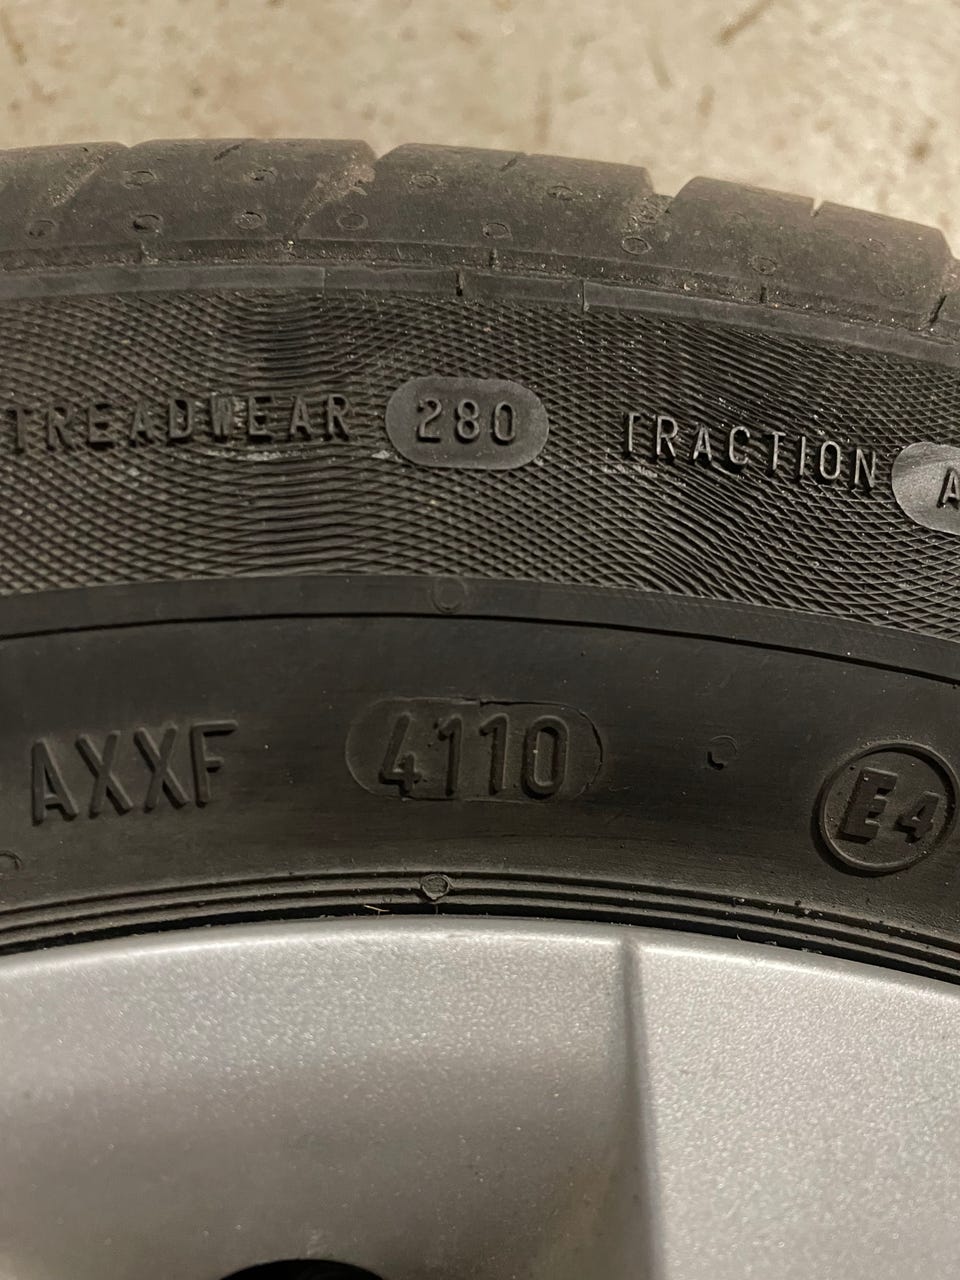 TREADWEAR 280 TRACTION A
AXXF 4110 E4